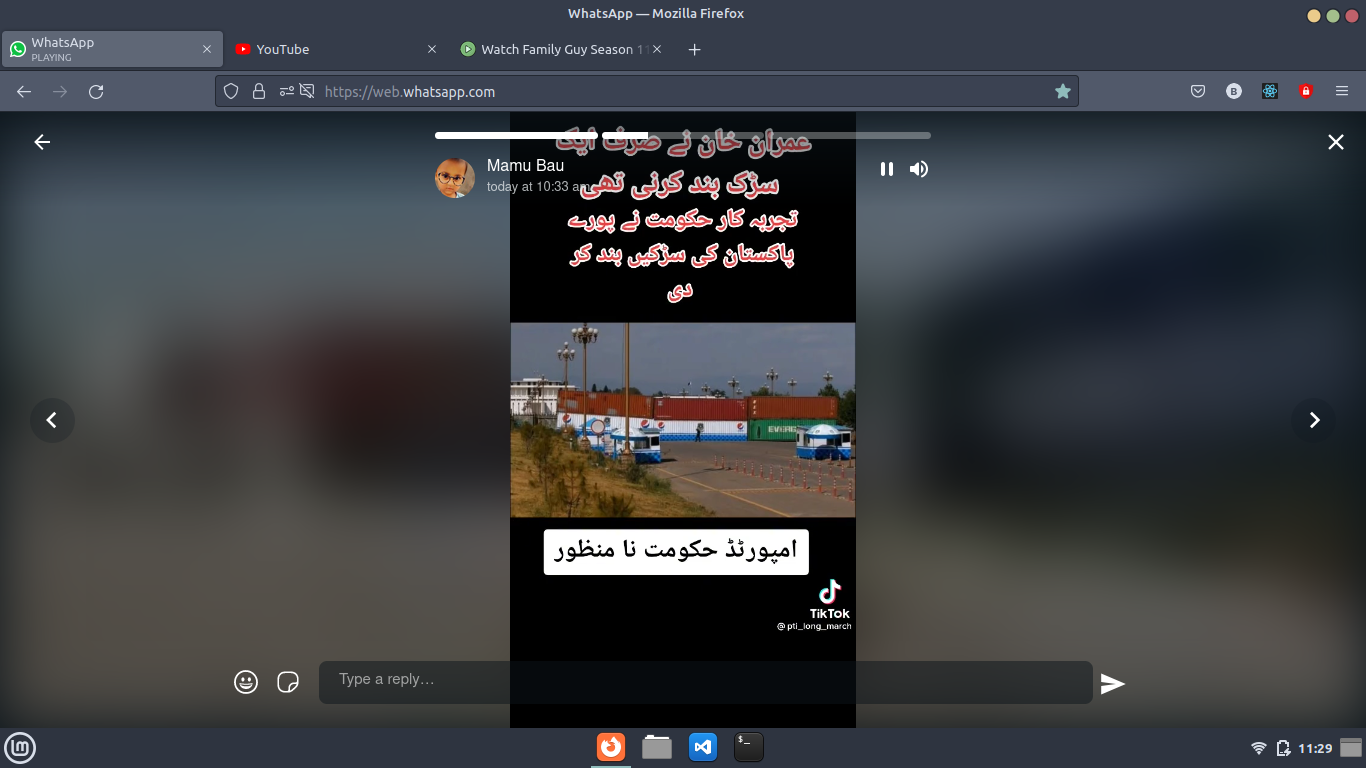 WhatsApp — Mozilla Firefox
WhatsApp
PLAYING
YouTube
Watch Family Guy Season 11
https://web.whatsapp.com
B
عمران خان نے صرف ایک
Mamu Bau
today at 10:33 am
سڑک بند کرنی تھی
تجربہ کار حکومت نے پورے
پاکستان کی سڑکیں بند کر
دی
EVERG
امپورٹڈ حکومت نا منظور
TikTok
@pti_long_march
Type a reply…
$_
11:29